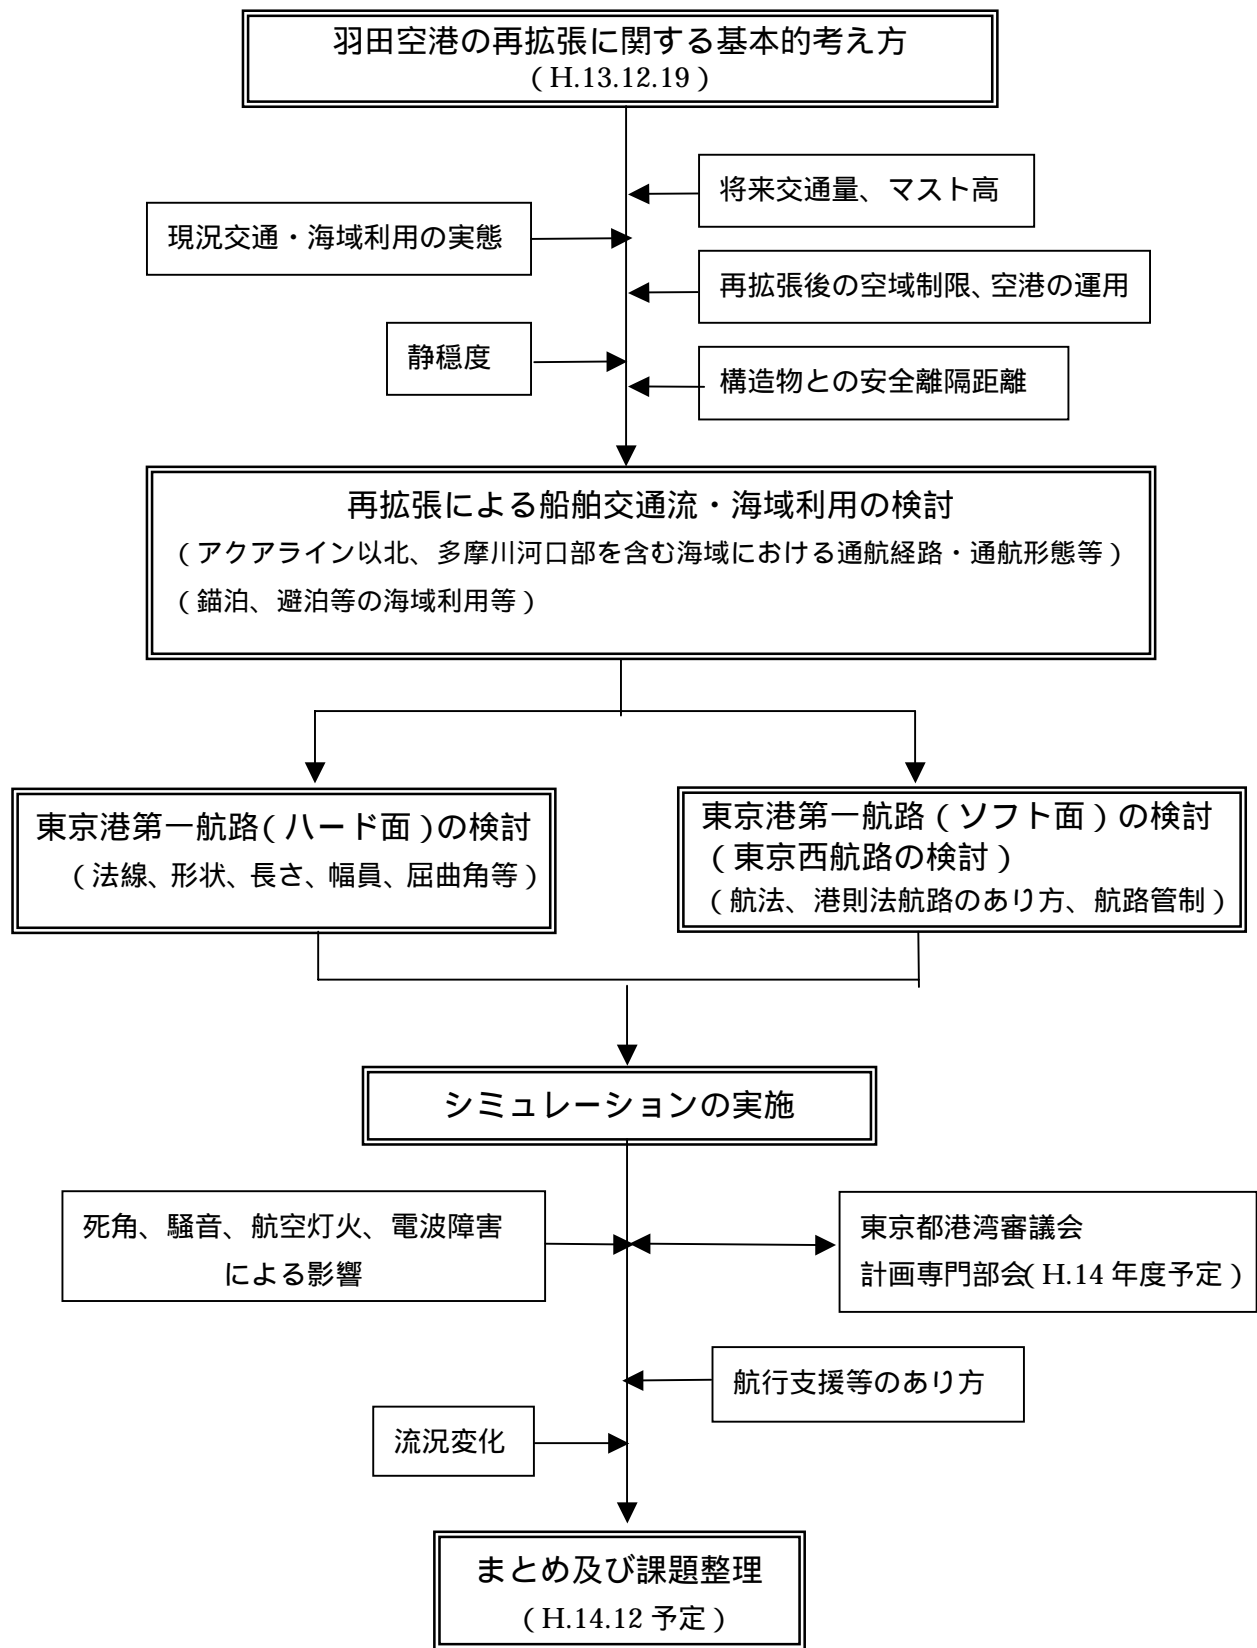 羽田空港の再拡張に関する基本的考え方
（H.13.12.19）
将来交通量、マスト高
現況交通・海域利用の実態
再拡張後の空域制限、空港の運用
静穏度
構造物との安全離隔距離
再拡張による船舶交通流・海域利用の検討
（アクアライン以北、多摩川河口部を含む海域における通航経路・通航形態等）
（錨泊、避泊等の海域利用等）
東京港第一航路（ハード面）の検討
（法線、形状、長さ、幅員、屈曲角等）
東京港第一航路（ソフト面）の検討
（東京西航路の検討）
（航法、港則法航路のあり方、航路管制）
シミュレーションの実施
死角、騒音、航空灯火、電波障害
による影響
東京都港湾審議会
計画専門部会（H.14 年度予定）
航行支援等のあり方
流況変化
まとめ及び課題整理
（H.14.12 予定）